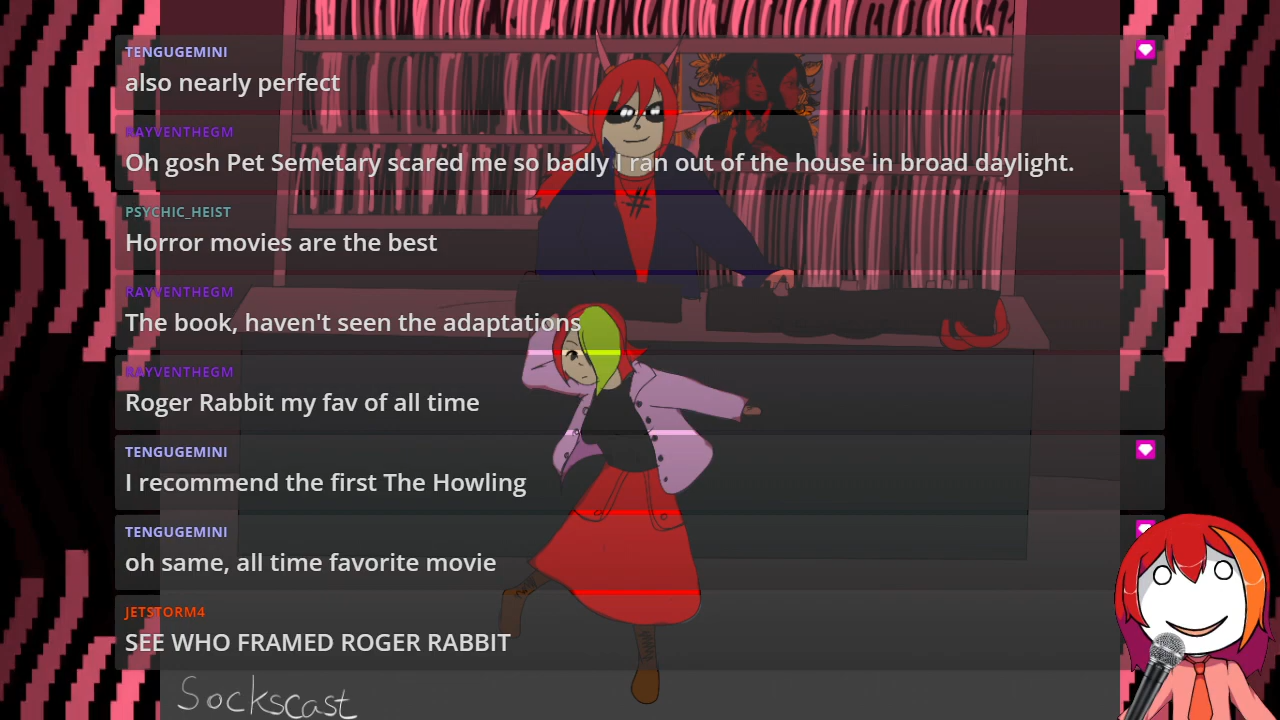 TENGUGEMINI
also nearly perfect
RAYVENTHEGM
Oh gosh Pet Semetary scared me so badly I ran out of the house in broad daylight.
PSYCHIC_HEIST
Horror movies are the best
RAYVENTHEGM
The book, haven't seen the adaptations
RAYVENTHEGM
Roger Rabbit my fav of all time
TENGUGEMINI
I recommend the first The Howling
TENGUGEMINI
oh same, all time favorite movie
JETSTORM4
SEE WHO FRAMED ROGER RABBIT
Sockscast